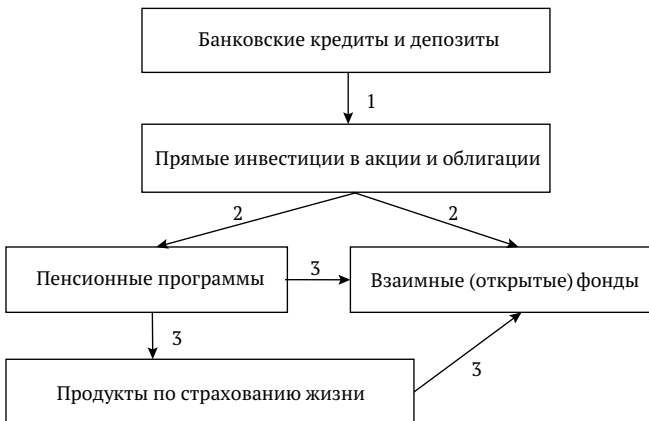 Банковские кредиты и депозиты
1
Прямые инвестиции в акции и облигации
2
2
Пенсионные программы
3
Взаимные (открытые) фонды
3
3
Продукты по страхованию жизни